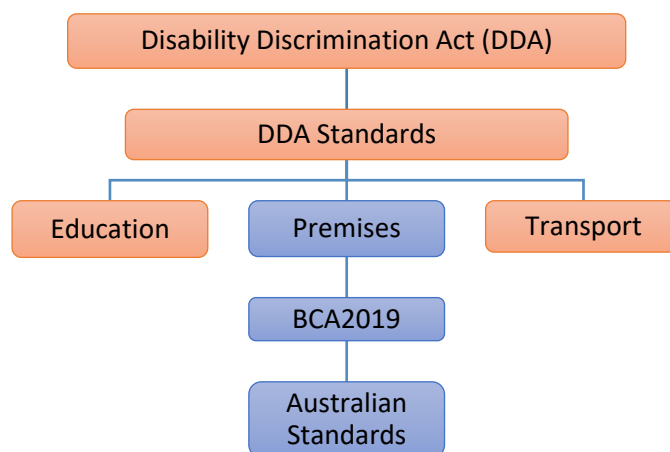 Disability Discrimination Act (DDA)
DDA Standards
Education
Premises
Transport
BCA2019
Australian
Standards